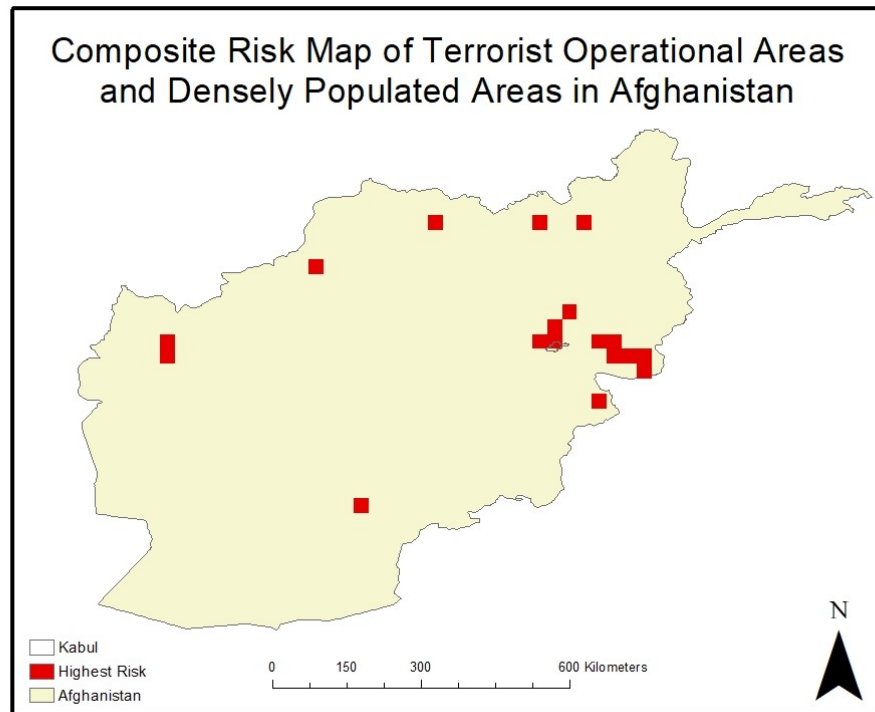 Composite Risk Map of Terrorist Operational Areas
and Densely Populated Areas in Afghanistan
N
Kabul
Highest Risk
Afghanistan
0 150 300 600 Kilometers